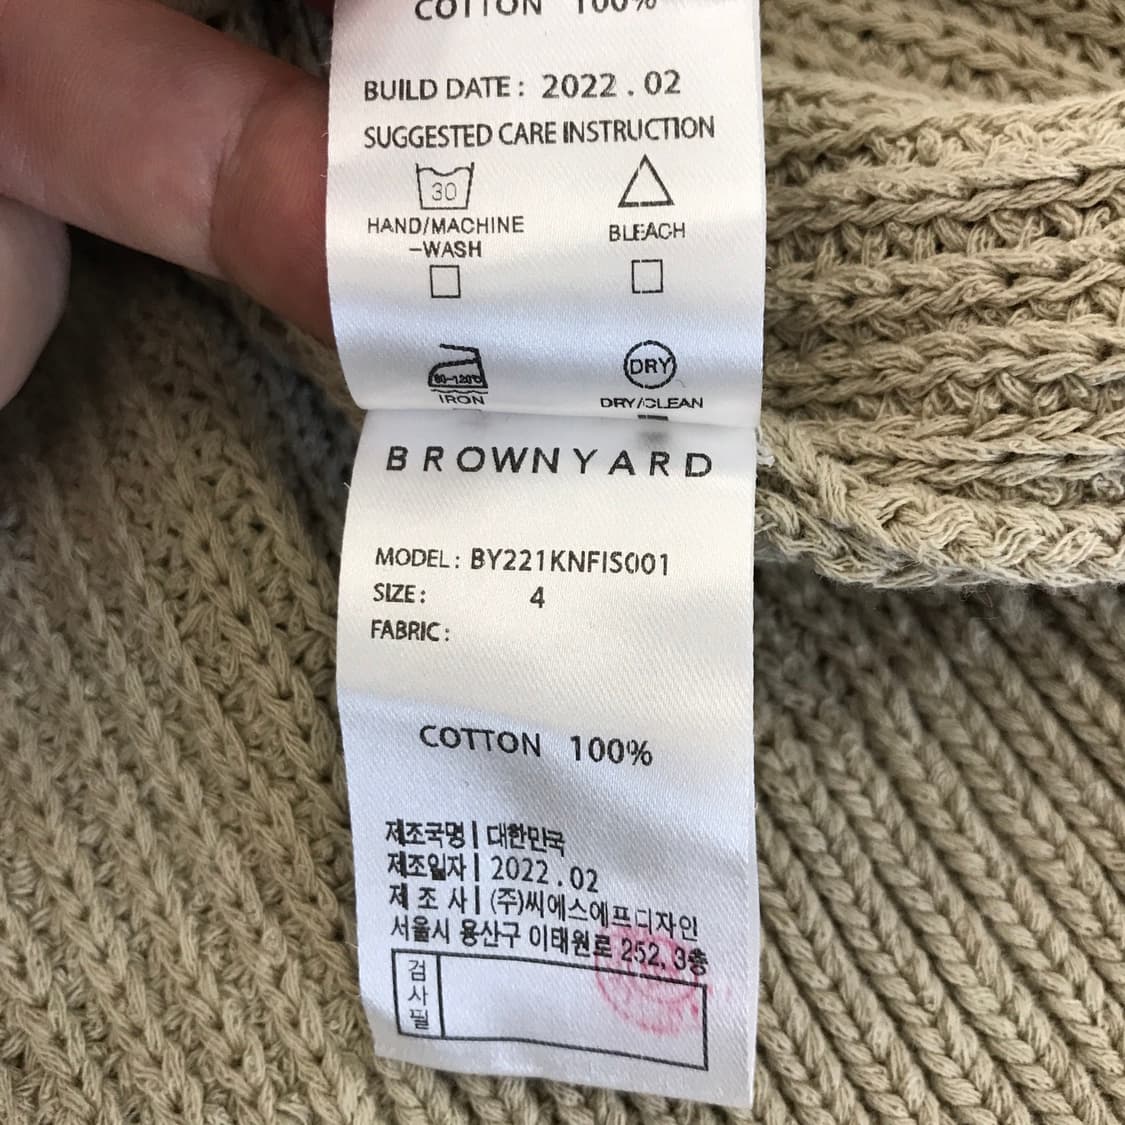 COTTON 100%
BUILD DATE : 2022 . 02
SUGGESTED CARE INSTRUCTION
30
HAND/MACHINE BLEACH
-WASH
80-120℃ DRY
IRON DRY/CLEAN
BROWNYARD
MODEL : BY221KNFIS001
SIZE : 4
FABRIC :
COTTON 100%
제조국명 | 대한민국
제조일자 | 2022 . 02
제 조 사 | (주)씨에스에프디자인
서울시 용산구 이태원로 252, 3층
검사필